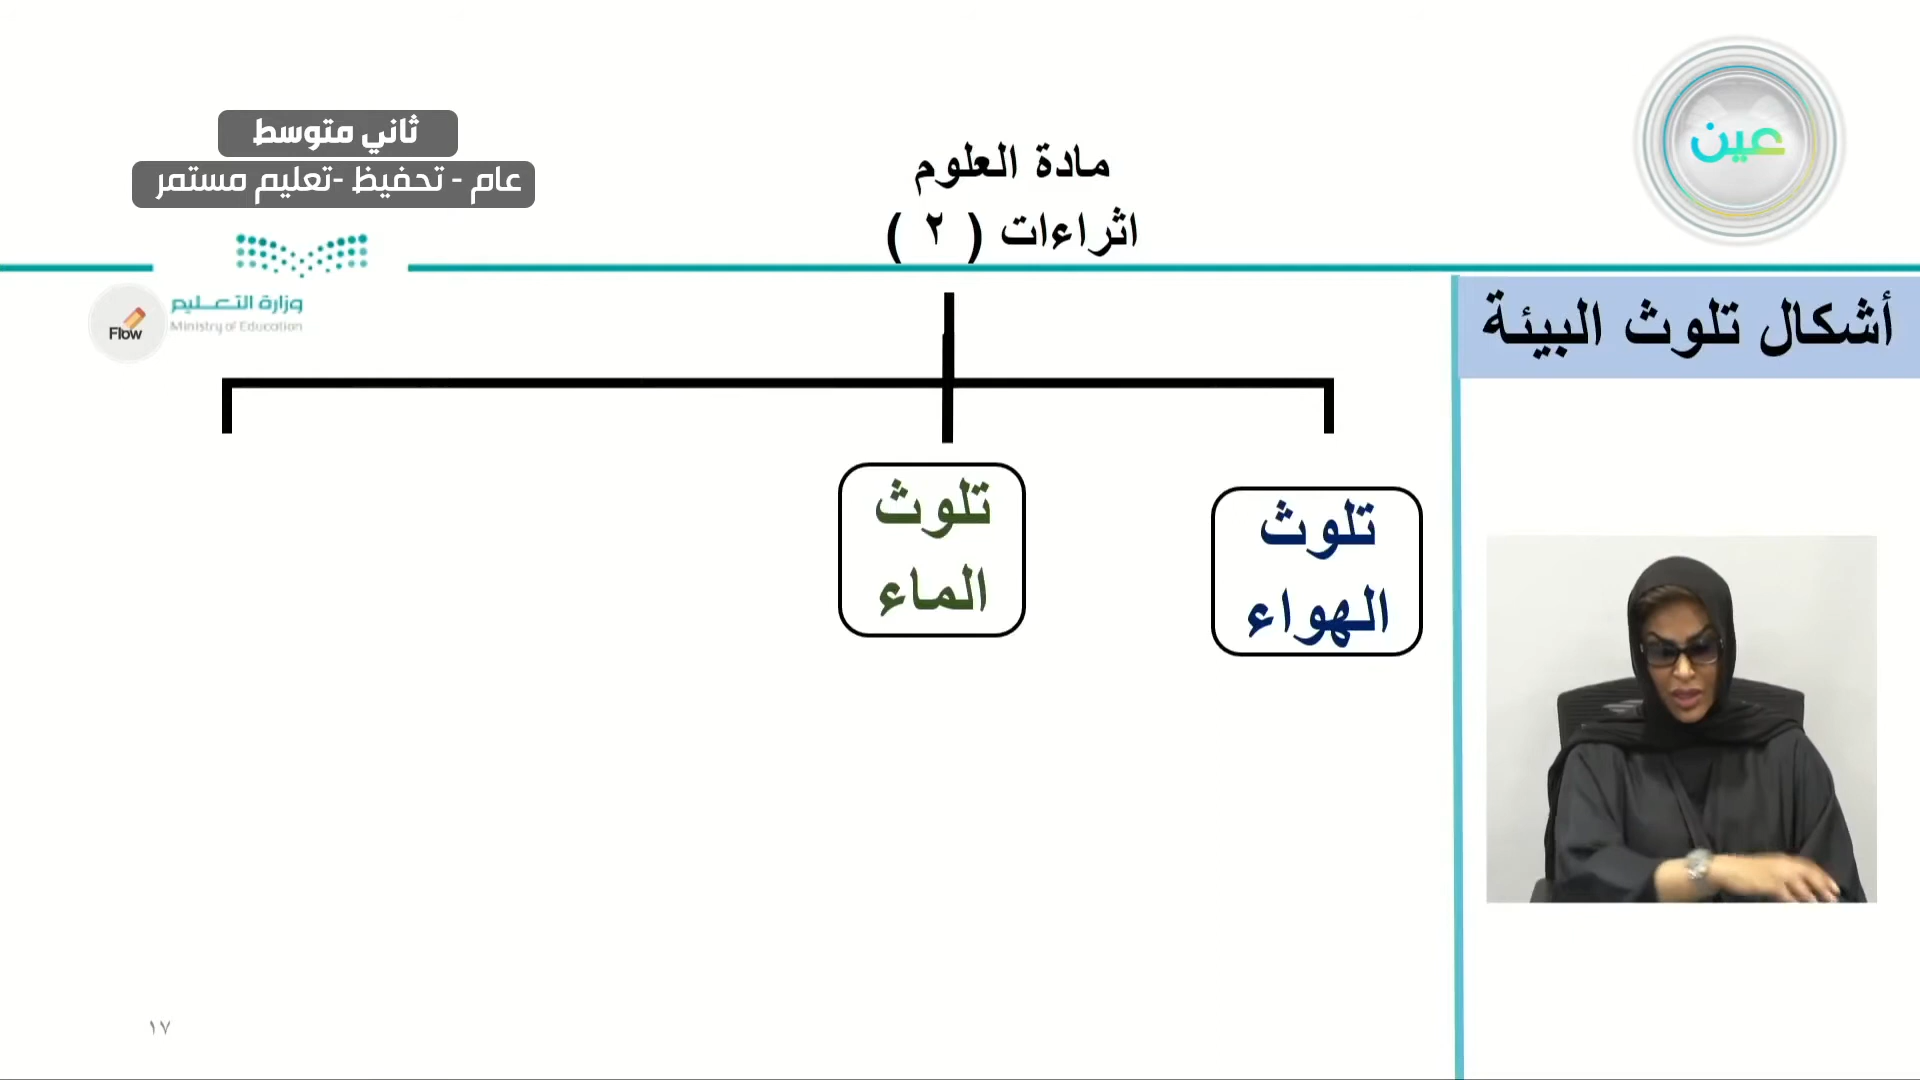 ثاني متوسط
عام - تحفيظ -تعليم مستمر
مادة العلوم
اثراءات ( ٢ )
عين
وزارة التعليم
Ministry of Education
Flow
أشكال تلوث البيئة
تلوث
الهواء
تلوث
الماء
١٧